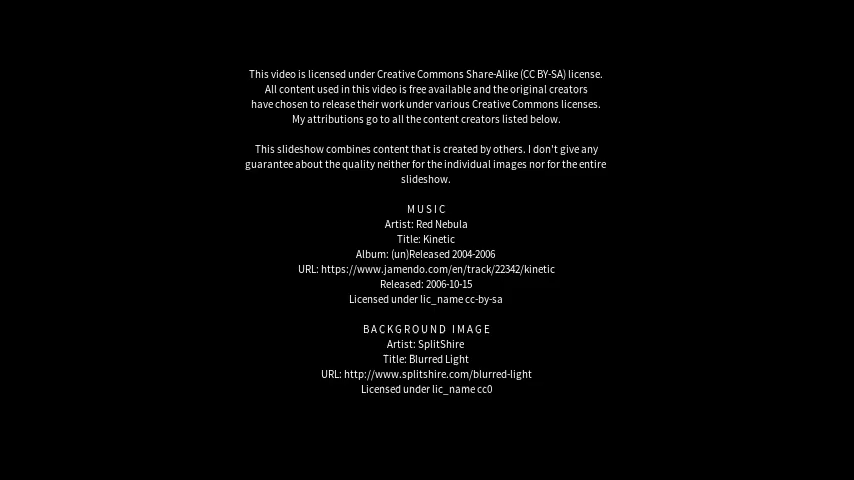 This video is licensed under Creative Commons Share-Alike (CC BY-SA) license.
All content used in this video is free available and the original creators
have chosen to release their work under various Creative Commons licenses.
My attributions go to all the content creators listed below.
This slideshow combines content that is created by others. I don't give any
guarantee about the quality neither for the individual images nor for the entire
slideshow.
MUSIC
Artist: Red Nebula
Title: Kinetic
Album: (un)Released 2004-2006
URL: https://www.jamendo.com/en/track/22342/kinetic
Released: 2006-10-15
Licensed under lic_name cc-by-sa
BACKGROUND IMAGE
Artist: SplitShire
Title: Blurred Light
URL: http://www.splitshire.com/blurred-light
Licensed under lic_name cc0